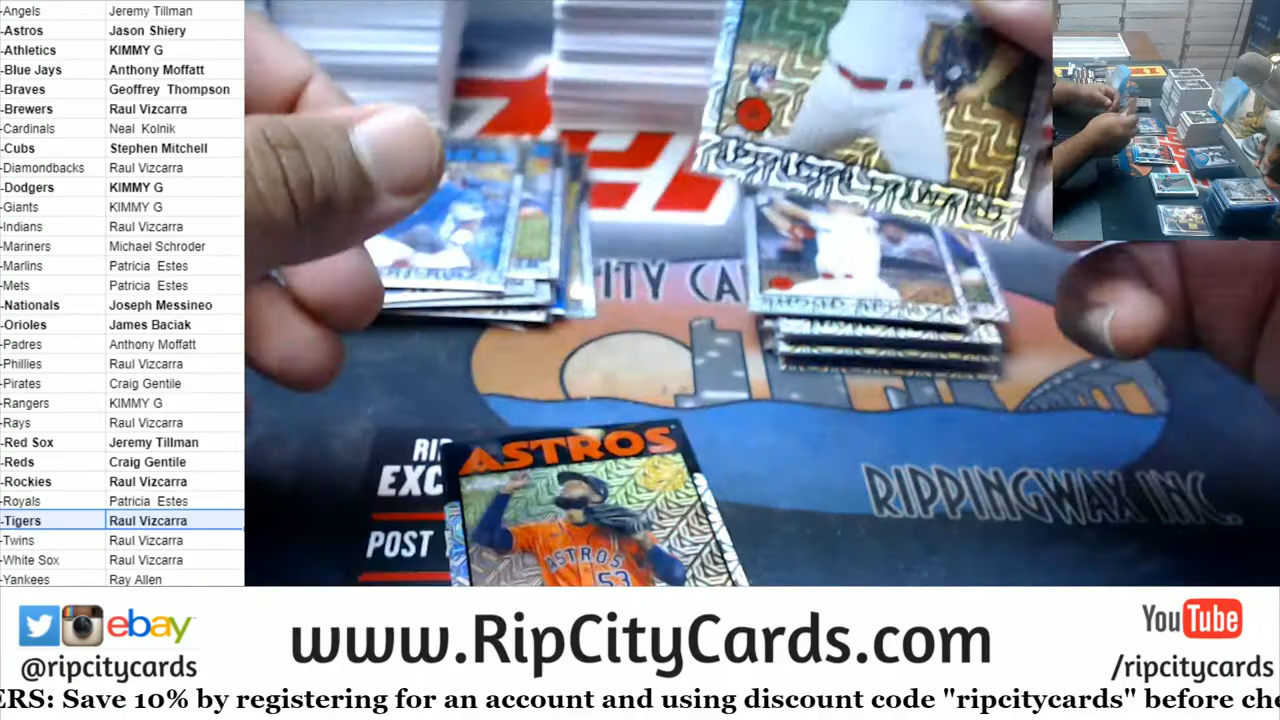 -Angels Jeremy Tillman
-Astros Jason Shiery
-Athletics KIMMY G
-Blue Jays Anthony Moffatt
-Braves Geoffrey Thompson
-Brewers Raul Vizcarra
-Cardinals Neal Kolnik
-Cubs Stephen Mitchell
-Diamondbacks Raul Vizcarra
-Dodgers KIMMY G
-Giants KIMMY G
-Indians Raul Vizcarra
-Mariners Michael Schroder
-Marlins Patricia Estes
-Mets Patricia Estes
-Nationals Joseph Messineo
-Orioles James Baciak
-Padres Anthony Moffatt
-Phillies Raul Vizcarra
-Pirates Craig Gentile
-Rangers KIMMY G
-Rays Raul Vizcarra
-Red Sox Jeremy Tillman
-Reds Craig Gentile
-Rockies Raul Vizcarra
-Royals Patricia Estes
-Tigers Raul Vizcarra
-Twins Raul Vizcarra
-White Sox Raul Vizcarra
-Yankees Ray Allen
ITY CA
RIPPINGWAX INC.
RI
EXC
POST
ASTROS
ASTROS
53
ebay
@ripcitycards
www.RipCityCards.com
YouTube
/ripcitycards
ERS: Save 10% by registering for an account and using discount code "ripcitycards" before che